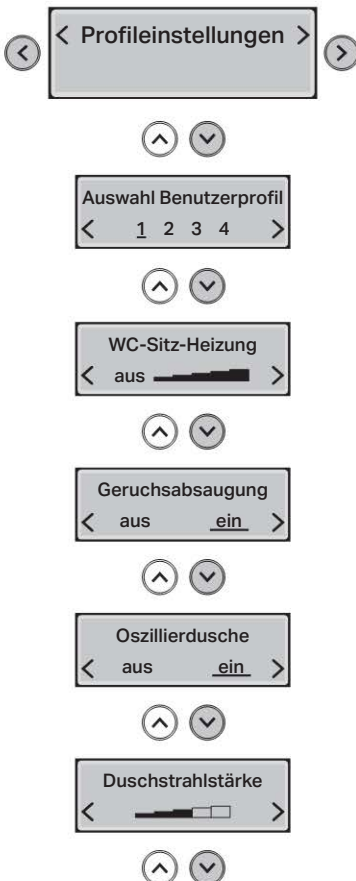 < Profileinstellungen >
Auswahl Benutzerprofil
< 1 2 3 4 >
WC-Sitz-Heizung
< aus >
Geruchsabsaugung
< aus ein >
Oszillierdusche
< aus ein >
Duschstrahlstärke
< >